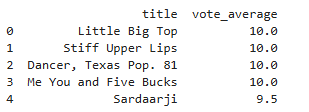 title vote_average
0 Little Big Top 10.0
1 Stiff Upper Lips 10.0
2 Dancer, Texas Pop. 81 10.0
3 Me You and Five Bucks 10.0
4 Sardaarji 9.5